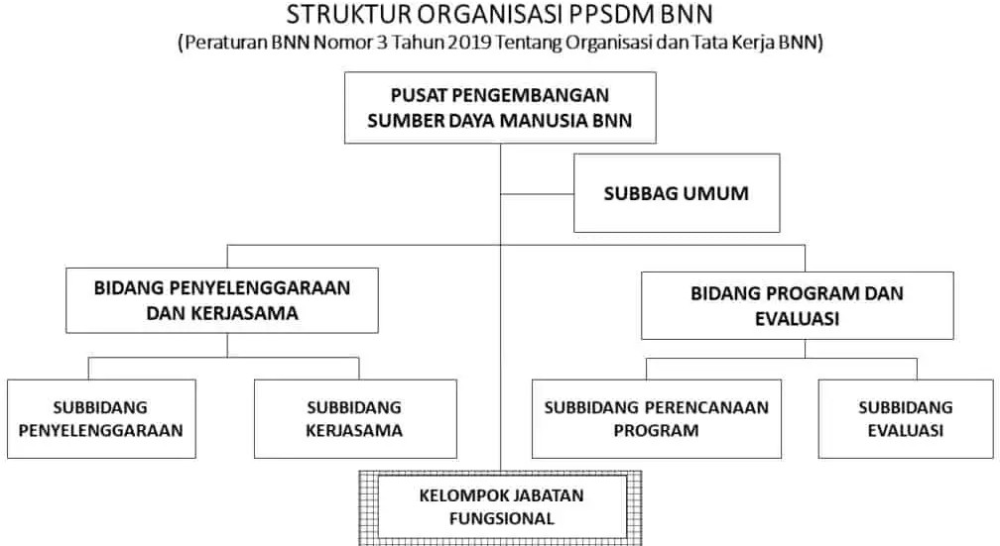 STRUKTUR ORGANISASI PPSDM BNN
(Peraturan BNN Nomor 3 Tahun 2019 Tentang Organisasi dan Tata Kerja BNN)
PUSAT PENGEMBANGAN
SUMBER DAYA MANUSIA BNN
SUBBAG UMUM
BIDANG PENYELENGGARAAN
DAN KERJASAMA
BIDANG PROGRAM DAN
EVALUASI
SUBBIDANG
PENYELENGGARAAN
SUBBIDANG
KERJASAMA
SUBBIDANG PERENCANAAN
PROGRAM
SUBBIDANG
EVALUASI
KELOMPOK JABATAN
FUNGSIONAL